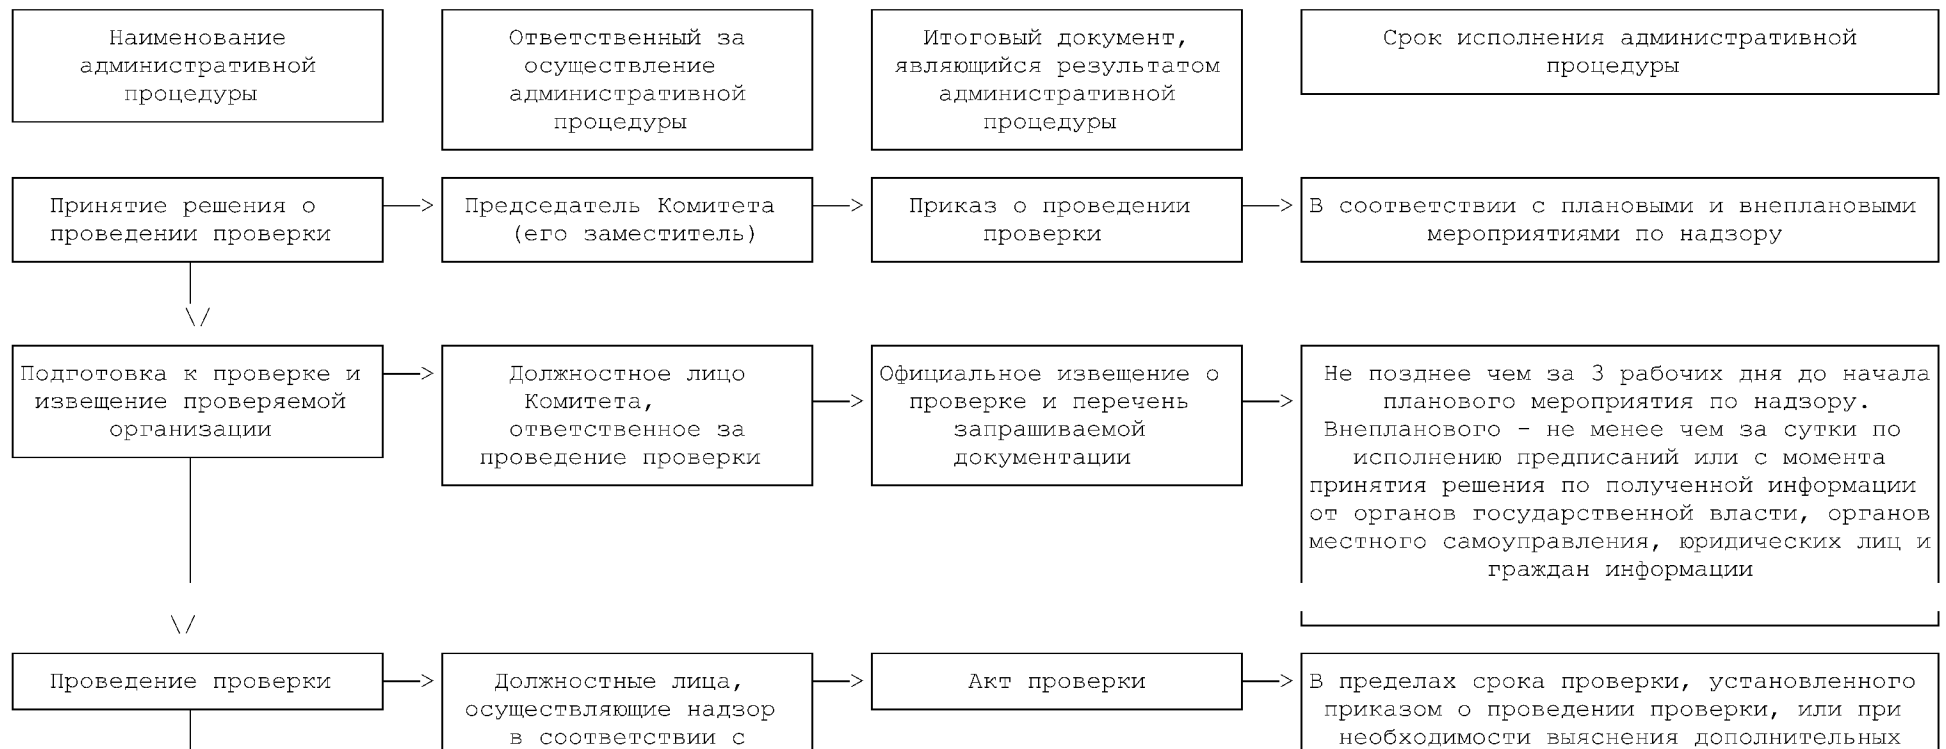 Наименование
административной
процедуры
Ответственный за
осуществление
административной
процедуры
Итоговый документ,
являющийся результатом
административной
процедуры
Срок исполнения административной
процедуры
Принятие решения о
проведении проверки
Председатель Комитета
(его заместитель)
Приказ о проведении
проверки
В соответствии с плановыми и внеплановыми
мероприятиями по надзору
Подготовка к проверке и
извещение проверяемой
организации
Должностное лицо
Комитета,
ответственное за
проведение проверки
Официальное извещение о
проверке и перечень
запрашиваемой
документации
Не позднее чем за 3 рабочих дня до начала
планового мероприятия по надзору.
Внепланового - не менее чем за сутки по
исполнению предписаний или с момента
принятия решения по полученной информации
от органов государственной власти, органов
местного самоуправления, юридических лиц и
граждан информации
Проведение проверки
Должностные лица,
осуществляющие надзор
в соответствии с
Акт проверки
В пределах срока проверки, установленного
приказом о проведении проверки, или при
необходимости выяснения дополнительных